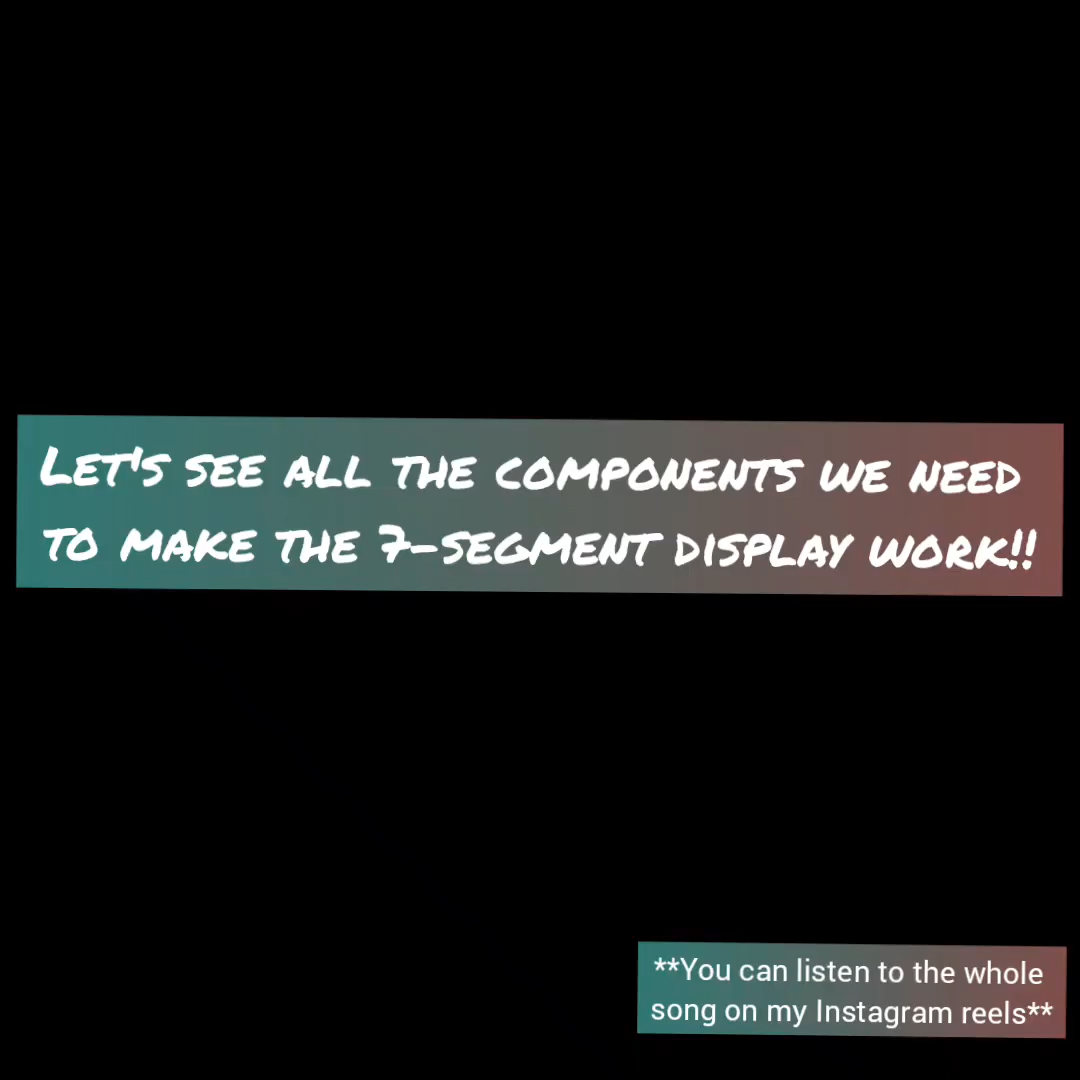 Let's see all the components we need
to make the 7-segment display work!!
**You can listen to the whole
song on my Instagram reels**